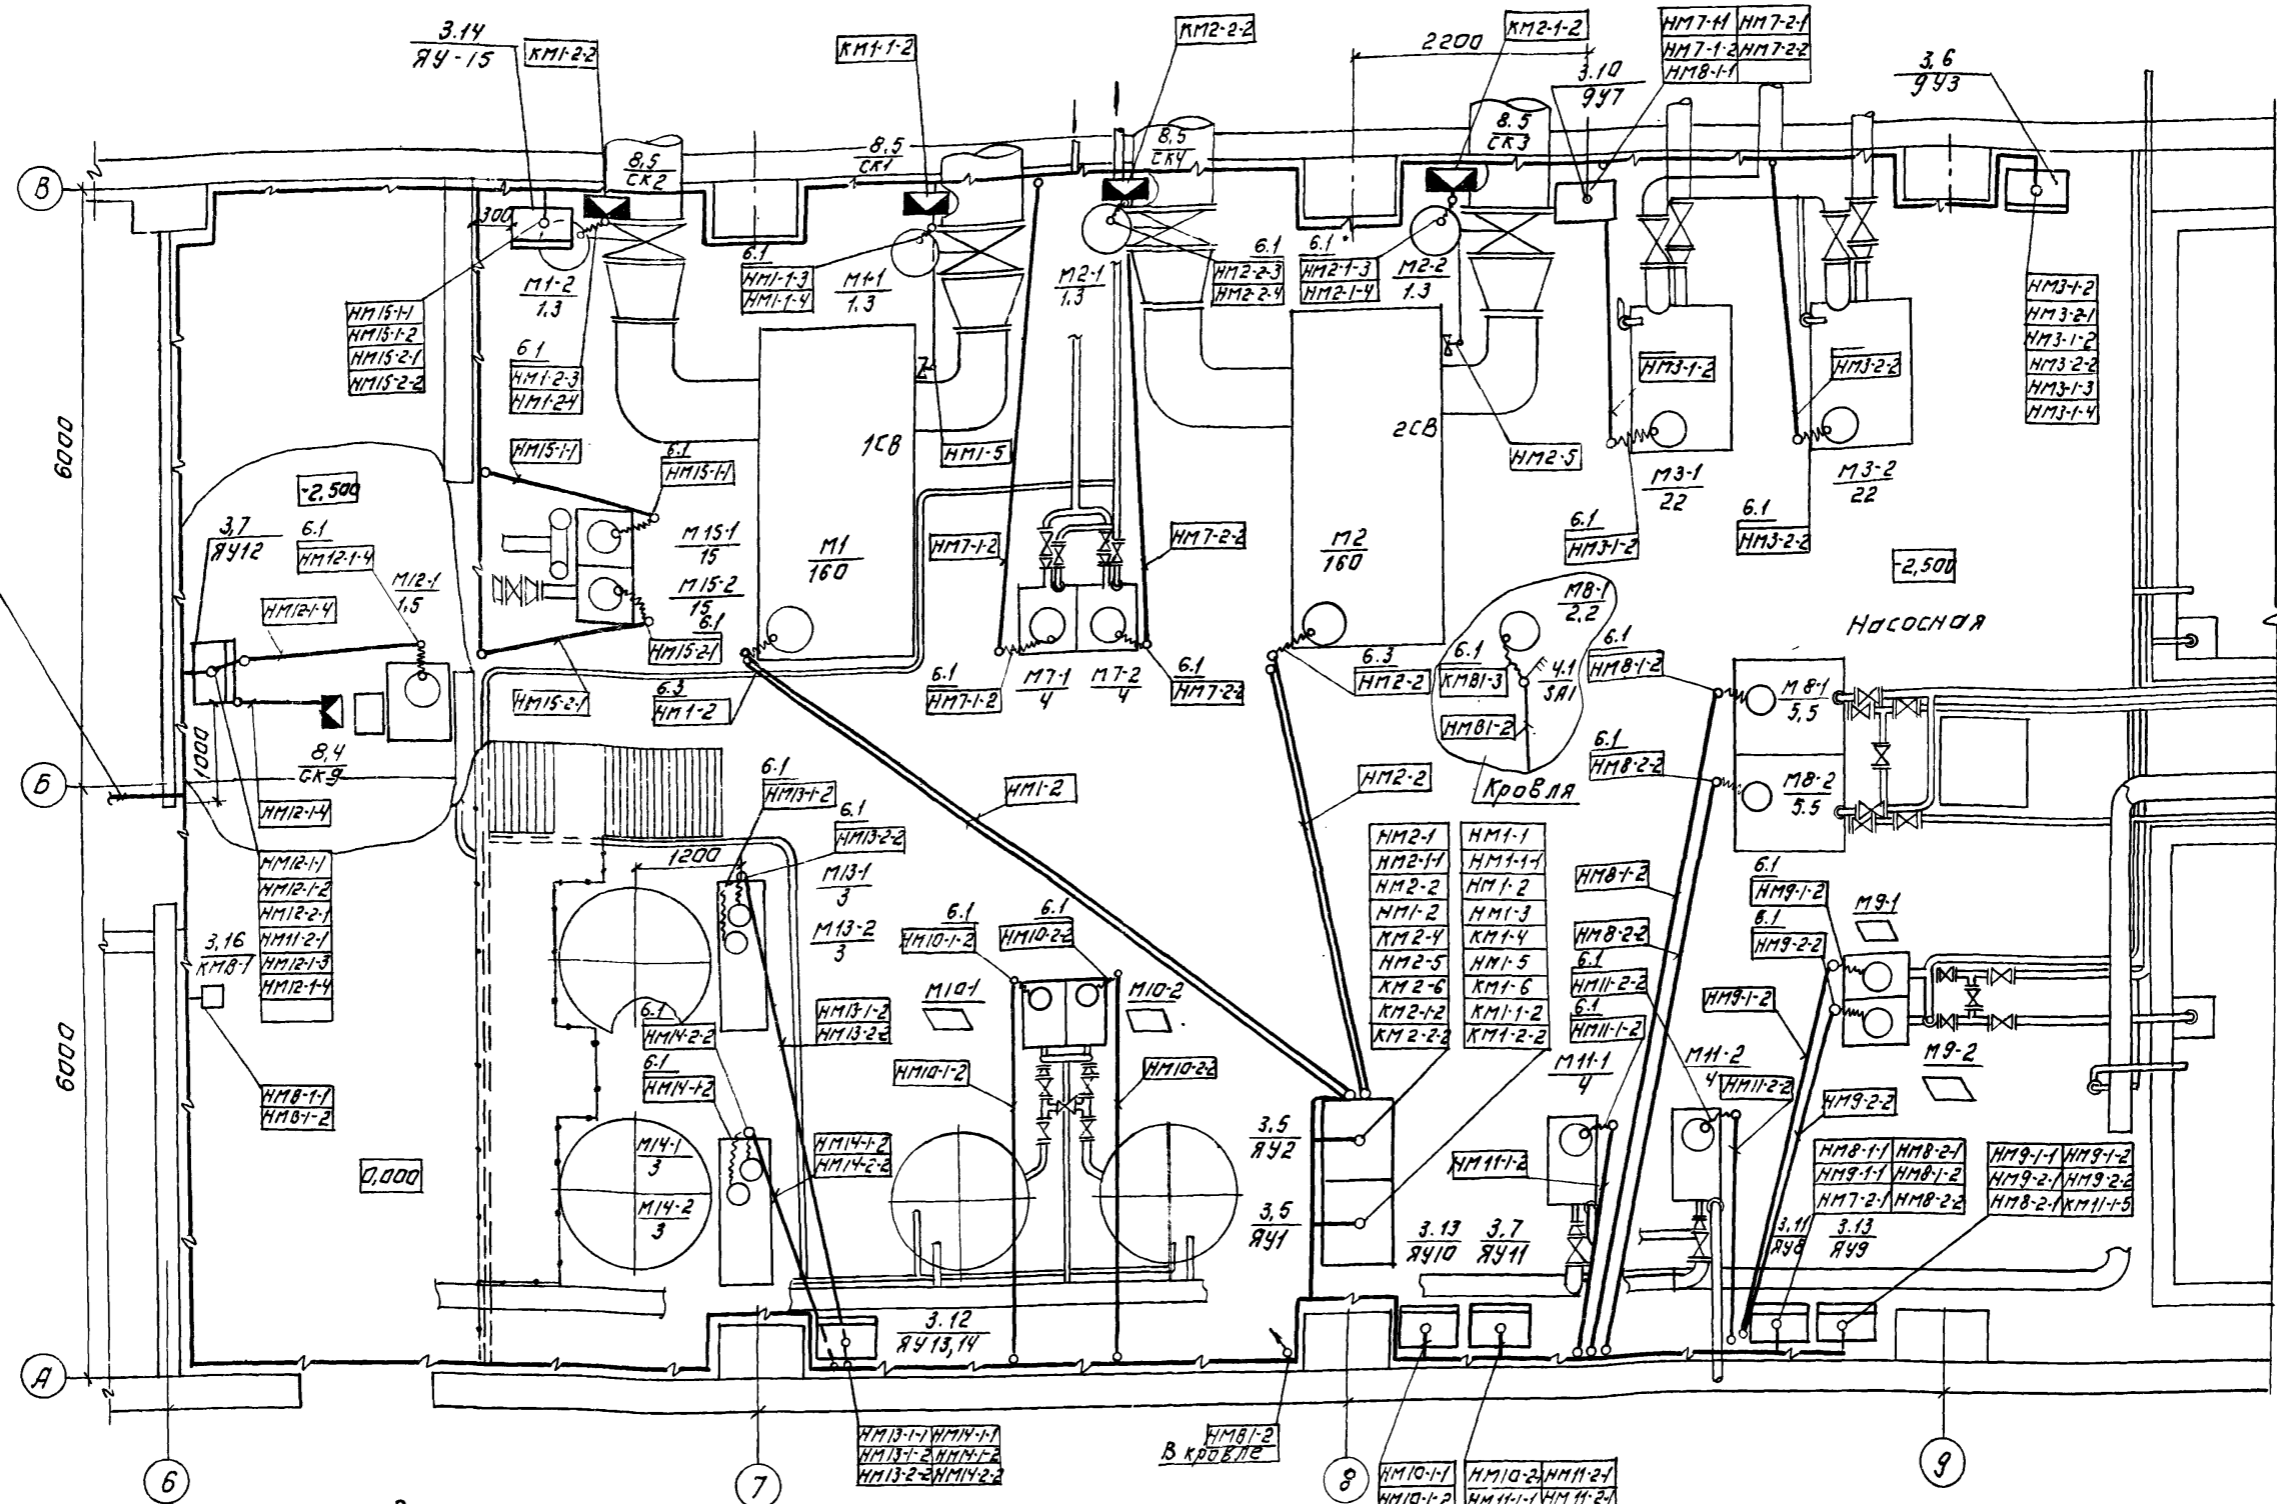 3.14
ЯУ-15
КМ1-2-2
КМ1-1-2
КМ2-2-2
2200
КМ2-1-2
3.10
ЯУ7
НМ7-1-1 НМ7-2-1
НМ7-1-2 НМ7-2-2
НМ8-1-1
3.6
ЯУ3
В
8.5
СК2
8.5
СК1
8.5
СК4
8.5
СК3
300
М1-2
1.3
6.1
НМ1-1-3
НМ1-1-4
М1-1
1.3
М2-1
1.3
6.1
НМ2-2-3
НМ2-2-4
6.1
НМ2-1-3
НМ2-1-4
М2-2
1.3
НМ15-1-1
НМ15-1-2
НМ15-2-1
НМ15-2-2
6.1
НМ1-2-3
НМ1-2-4
НМ3-1-2
НМ3-2-1
НМ3-1-2
НМ3-2-2
НМ3-1-3
НМ3-1-4
НМ3-1-2
НМ3-2-2
6000
НМ15-1-1
6.1
НМ15-1-1
1СВ
НМ1-5
2СВ
НМ2-5
М3-1
22
М3-2
22
-2,500
3,7
ЯУ12
6.1
НМ12-1-4
М12-1
1,5
НМ12-1-4
М15-1
15
М15-2
15
6.1
НМ15-2-1
НМ15-2-1
М1
160
НМ7-1-2
НМ7-2-2
М2
160
6.1
НМ3-1-2
6.1
НМ3-2-2
-2,500
Насосная
М8-1
2,2
6.1
КМ81-3
4.1
SA1
НМ81-2
Кровля
6.1
НМ8-1-2
6.1
НМ8-2-2
М8-1
5,5
М8-2
5.5
6.3
НМ1-2
6.1
НМ7-1-2
М7-1
4
М7-2
4
6.1
НМ7-2-2
6.3
НМ2-2
Б
1000
8,4
СК9
НМ12-1-4
6.1
НМ13-1-2
6.1
НМ13-2-2
НМ1-2
НМ2-2
НМ12-1-1
НМ12-1-2
НМ12-2-1
НМ11-2-1
НМ12-1-3
НМ12-1-4
1200
М13-1
3
М13-2
3
НМ2-1 НМ1-1
НМ2-1-1 НМ1-1-1
НМ2-2 НМ1-2
НМ1-2 НМ1-3
КМ2-4 КМ1-4
НМ2-5 НМ1-5
КМ2-6 КМ1-6
КМ2-1-2 КМ1-1-2
КМ2-2-2 КМ1-2-2
НМ8-1-2
НМ8-2-2
6.1
НМ11-2-2
6.1
НМ11-1-2
6.1
НМ9-1-2
6.1
НМ9-2-2
М9-1
3,16
КМ8-1
6.1
НМ10-1-2
6.1
НМ10-2-2
М10-1
М10-2
НМ9-1-2
6000
НМ8-1-1
НМ8-1-2
6.1
НМ14-2-2
6.1
НМ14-1-2
НМ13-1-2
НМ13-2-2
НМ10-1-2
НМ10-2-2
М11-1
4
М11-2
4
НМ11-2-2
М9-2
НМ9-2-2
0,000
М14-1
3
М14-2
3
НМ14-1-2
НМ14-2-2
3.5
ЯУ2
3,5
ЯУ1
НМ11-1-2
НМ8-1-1 НМ8-2-1
НМ9-1-1 НМ8-1-2
НМ7-2-1 НМ8-2-2
НМ9-1-1 НМ9-1-2
НМ9-2-1 НМ9-2-2
НМ8-2-1 КМ11-1-5
3.13
ЯУ10
3.7
ЯУ11
3.11
ЯУ8
3.13
ЯУ9
3.12
ЯУ13,14
А
НМ13-1-1 НМ14-1-1
НМ13-1-2 НМ14-1-2
НМ13-2-2 НМ14-2-2
НМ81-2
В кровле
НМ10-1-1
НМ10-1-2
НМ10-2-1 НМ11-2-1
НМ11-1-1 НМ11-2-1
6
7
8
9